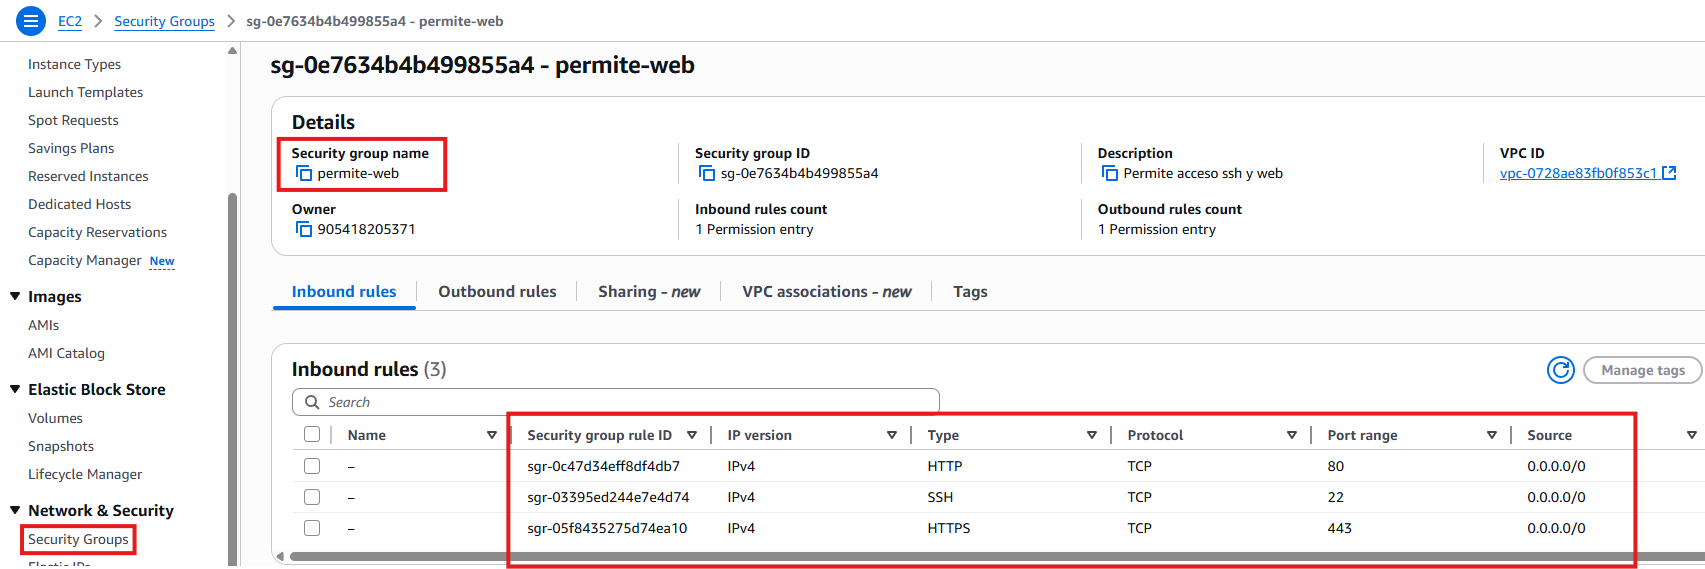 EC2 > Security Groups > sg-0e7634b4b499855a4 - permite-web
Instance Types
Launch Templates
Spot Requests
Savings Plans
Reserved Instances
Dedicated Hosts
Capacity Reservations
Capacity Manager New
Images
AMIs
AMI Catalog
Elastic Block Store
Volumes
Snapshots
Lifecycle Manager
Network & Security
Security Groups
Elastic IPs
sg-0e7634b4b499855a4 - permite-web
Details
Security group name
permite-web
Security group ID
sg-0e7634b4b499855a4
Description
Permite acceso ssh y web
VPC ID
vpc-0728ae83fb0f853c1
Owner
905418205371
Inbound rules count
1 Permission entry
Outbound rules count
1 Permission entry
Inbound rules Outbound rules Sharing - new VPC associations - new Tags
Inbound rules (3)
Manage tags
Search
Name Security group rule ID IP version Type Protocol Port range Source
– sgr-0c47d34eff8df4db7 IPv4 HTTP TCP 80 0.0.0.0/0
– sgr-03395ed244e7e4d74 IPv4 SSH TCP 22 0.0.0.0/0
– sgr-05f8435275d74ea10 IPv4 HTTPS TCP 443 0.0.0.0/0